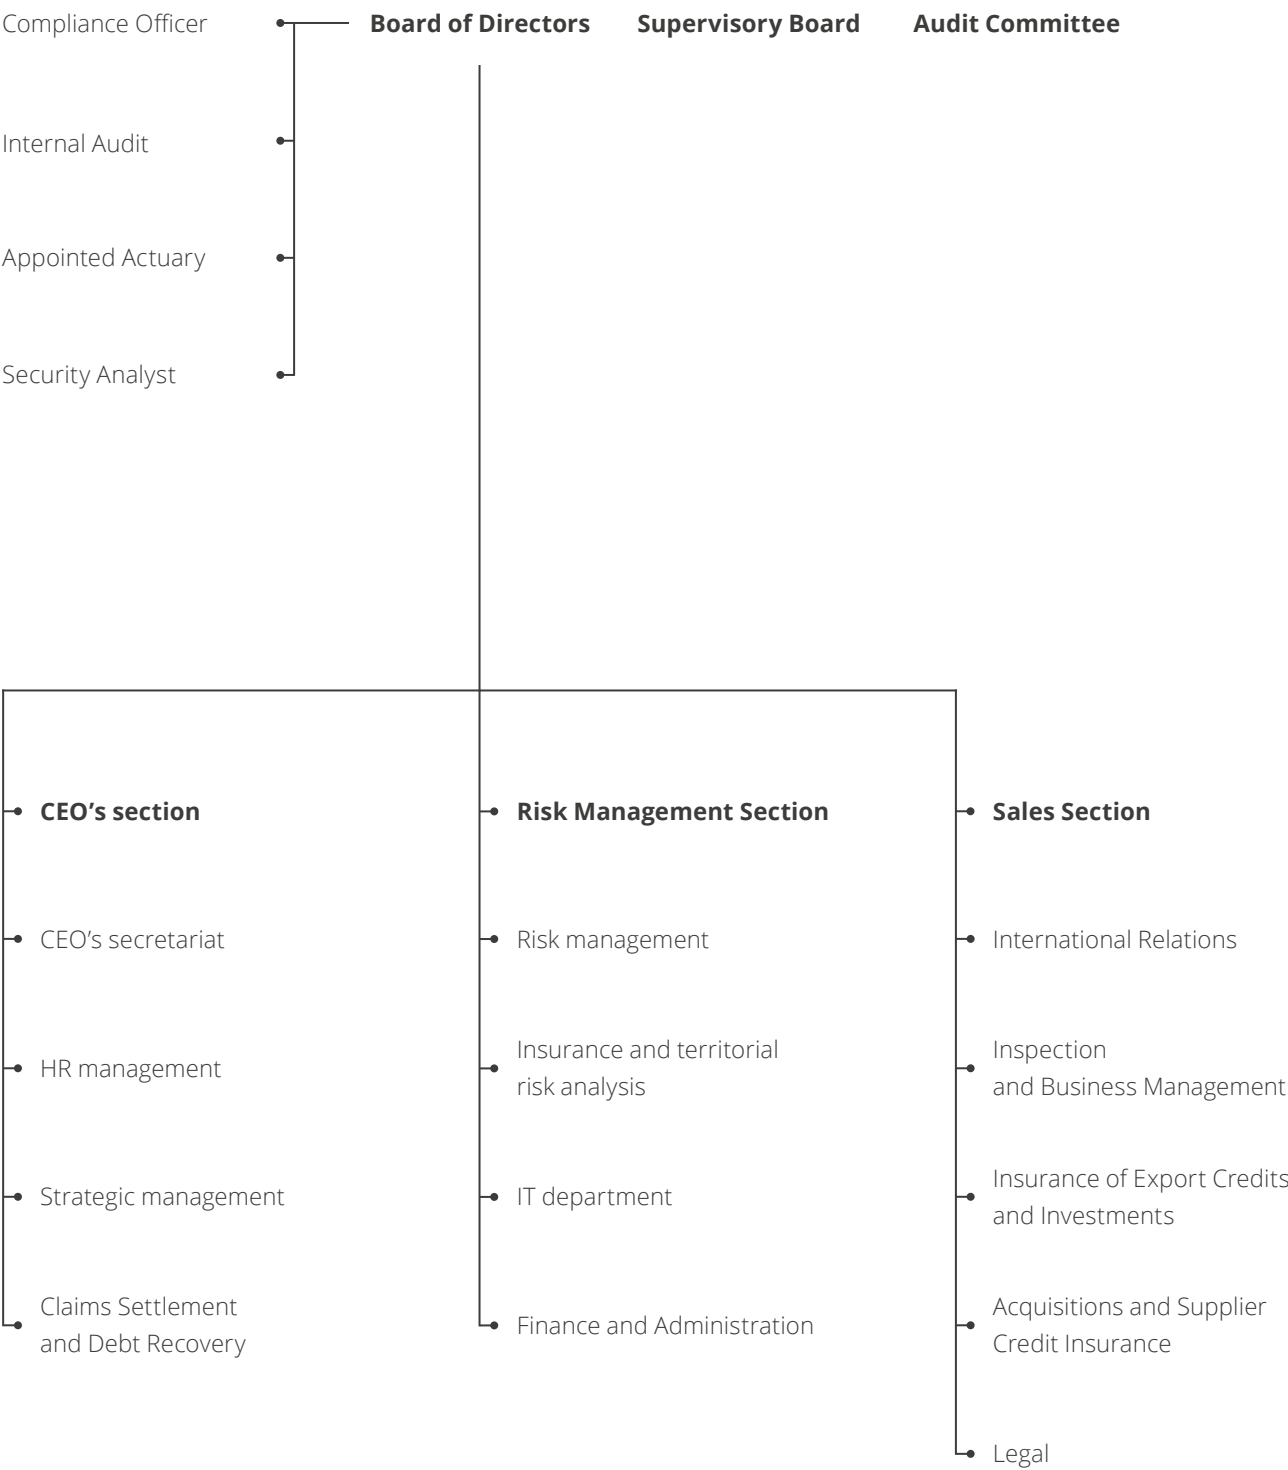 Compliance Officer
Board of Directors
Supervisory Board
Audit Committee
Internal Audit
Appointed Actuary
Security Analyst
CEO’s section
CEO’s secretariat
HR management
Strategic management
Claims Settlement
and Debt Recovery
Risk Management Section
Risk management
Insurance and territorial
risk analysis
IT department
Finance and Administration
Sales Section
International Relations
Inspection
and Business Management
Insurance of Export Credits
and Investments
Acquisitions and Supplier
Credit Insurance
Legal